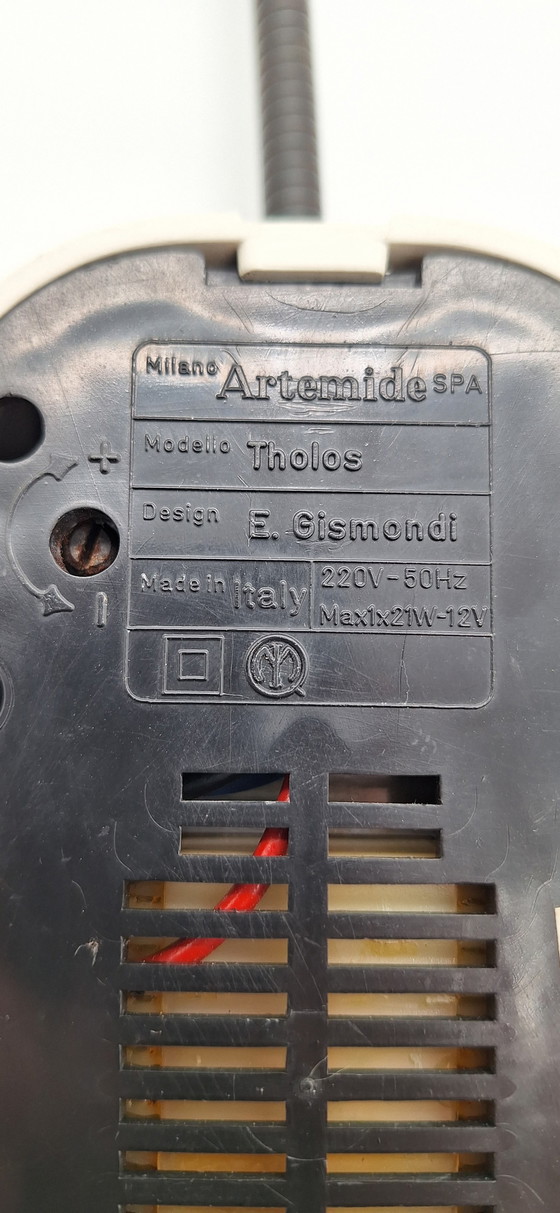 Milano Artemide SPA
Modello Tholos
Design E. Gismondi
Made in Italy 220V-50Hz
Max1x21W-12V
+
-